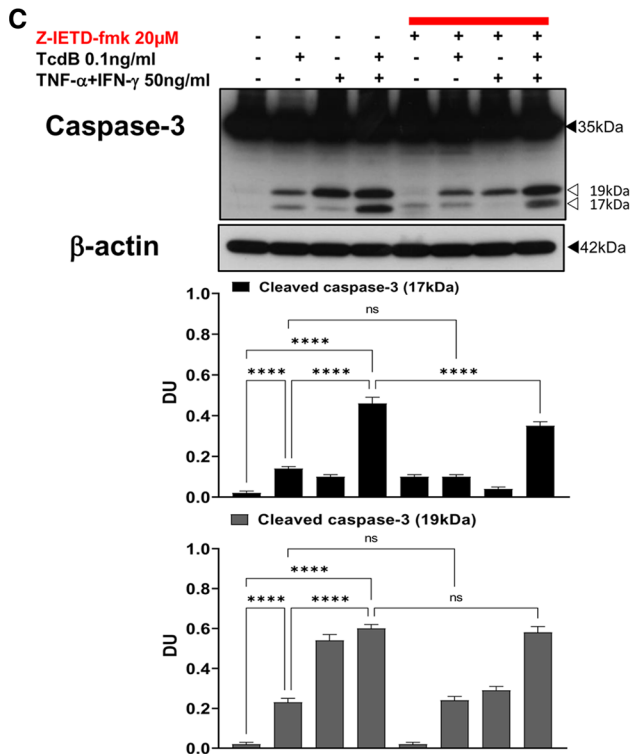 C
Z-IETD-fmk 20µM - - - - + + + +
TcdB 0.1ng/ml - + - + - + - +
TNF-α+IFN-γ 50ng/ml - - + + - - + +
Caspase-3
35kDa
19kDa
17kDa
β-actin
42kDa
Cleaved caspase-3 (17kDa)
1.0
0.8
0.6
0.4
0.2
0.0
DU
ns
****
**** **** ****
Cleaved caspase-3 (19kDa)
1.0
0.8
0.6
0.4
0.2
0.0
DU
ns
****
**** **** ns